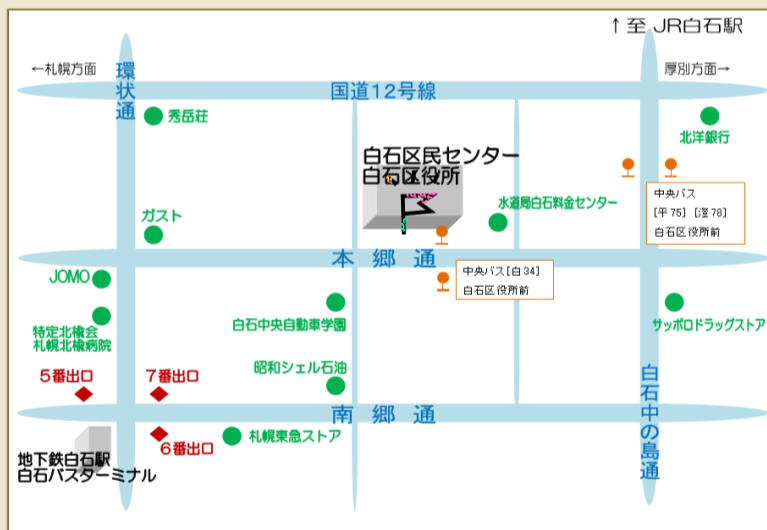 ↑至 JR白石駅
←札幌方面
環状通
厚別方面→
国道12号線
秀岳荘
北洋銀行
白石区民センター
白石区役所
水道局白石料金センター
中央バス
[平75] [澄78]
白石区役所前
ガスト
本郷通
JOMO
中央バス[白34]
白石区役所前
特定北楡会
札幌北楡病院
白石中央自動車学園
サッポロドラッグストア
昭和シェル石油
白石中の島通
5番出口
7番出口
南郷通
6番出口
札幌東急ストア
地下鉄白石駅
白石バスターミナル